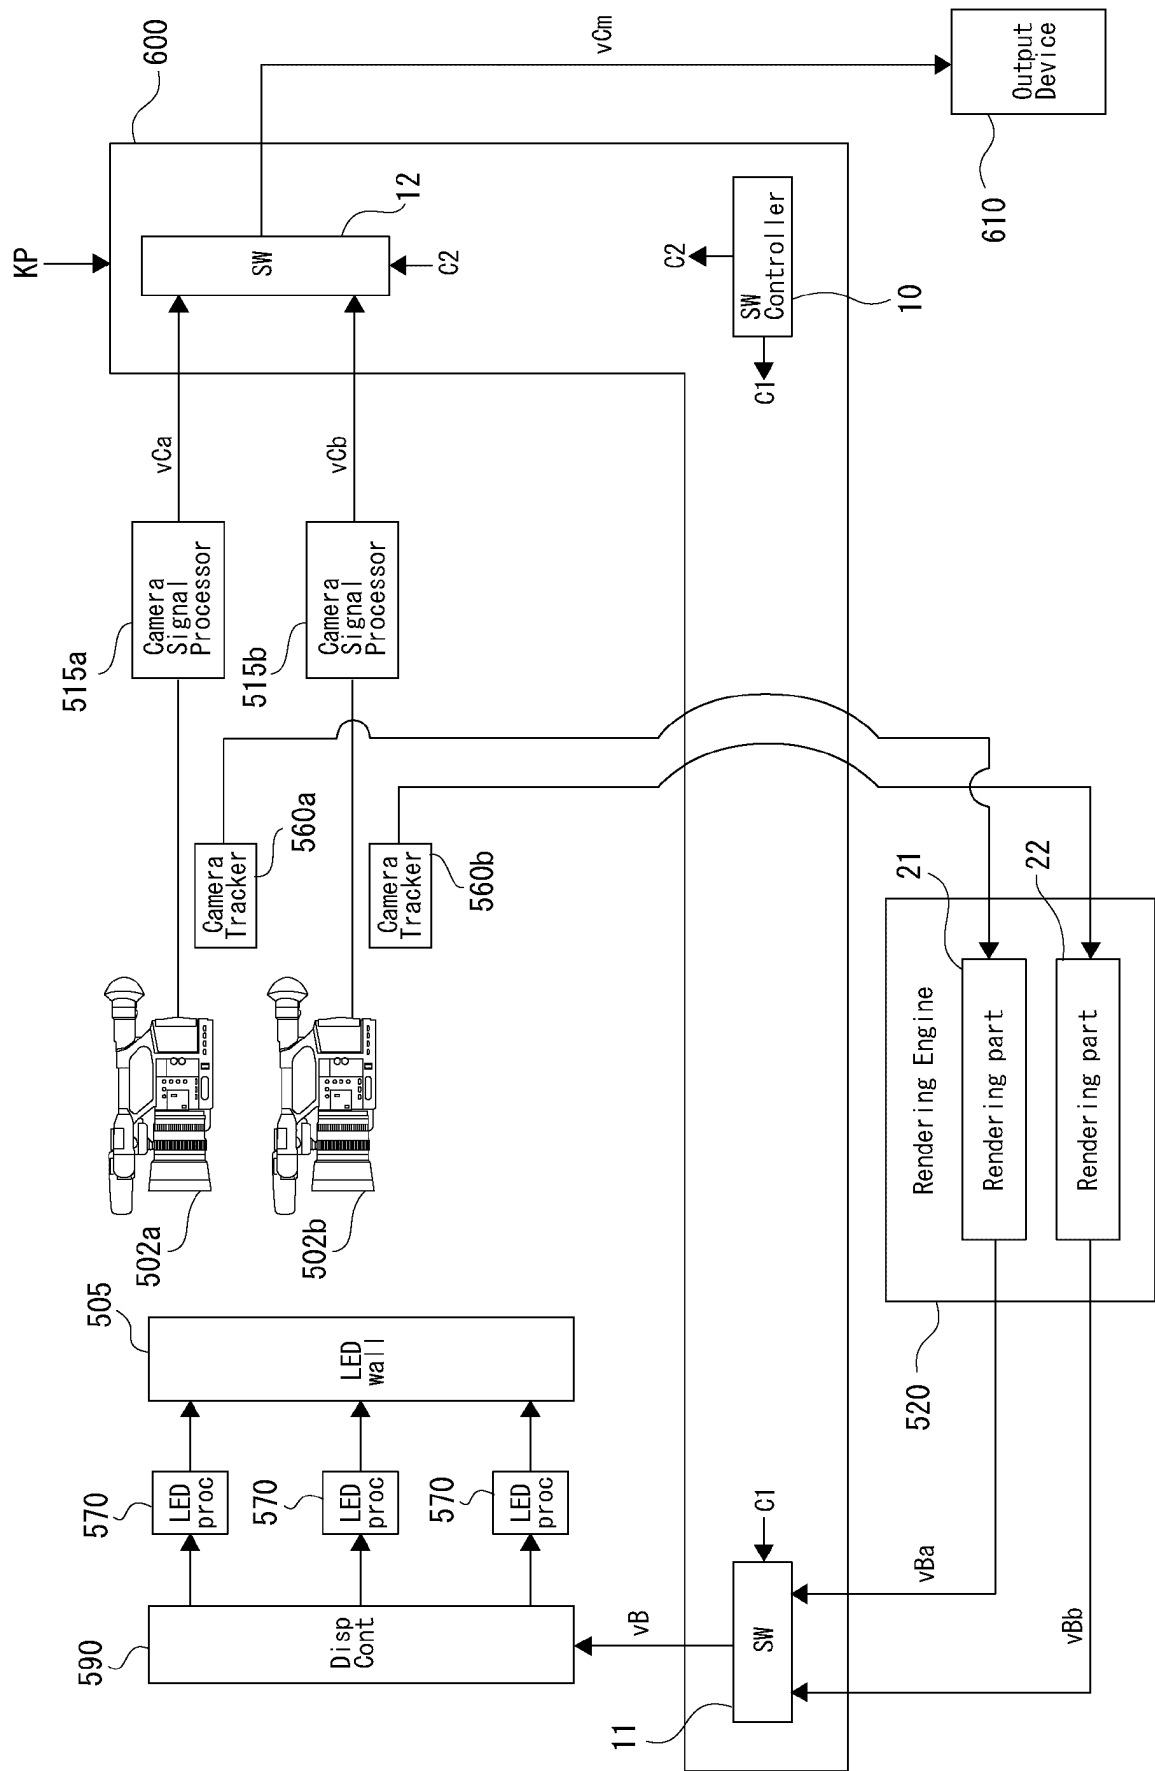 590
Disp
Cont
570
LED
proc
570
LED
proc
570
LED
proc
505
LED
wall
502a
502b
Camera
Tracker
560a
Camera
Tracker
560b
515a
Camera
Signal
Processor
515b
Camera
Signal
Processor
vCa
vCb
KP
600
SW
12
C2
vCm
Output
Device
610
C2
C1
SW
Controller
10
vB
11
SW
C1
vBa
vBb
520
Rendering Engine
Rendering part
21
Rendering part
22